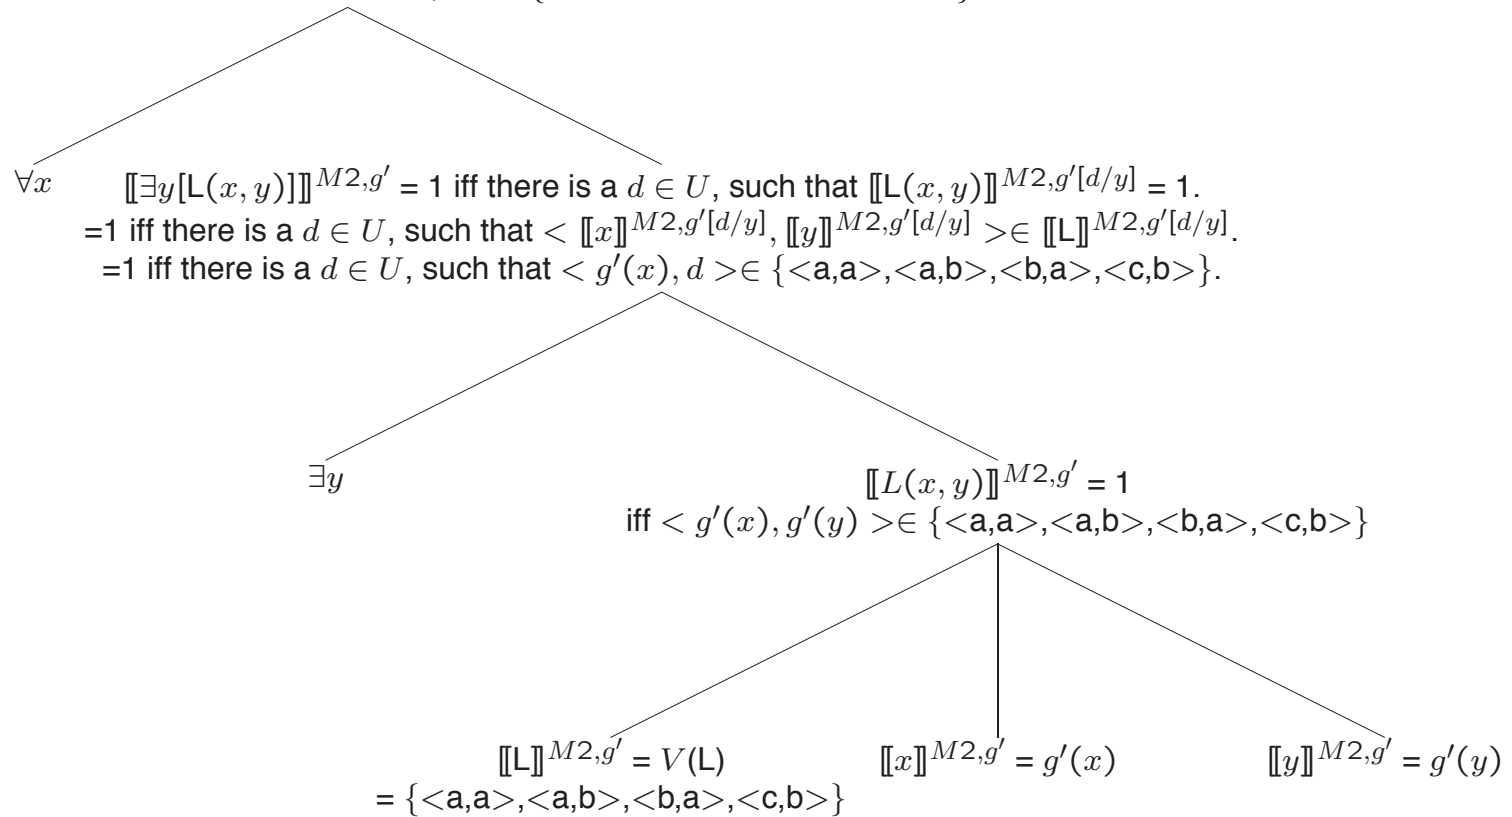 ∀x
⟦∃y[L(x, y)]⟧^{M2,g′} = 1 iff there is a d ∈ U, such that ⟦L(x, y)⟧^{M2,g′[d/y]} = 1.
=1 iff there is a d ∈ U, such that < ⟦x⟧^{M2,g′[d/y]}, ⟦y⟧^{M2,g′[d/y]} >∈ ⟦L⟧^{M2,g′[d/y]}.
=1 iff there is a d ∈ U, such that < g′(x), d >∈ {<a,a>,<a,b>,<b,a>,<c,b>}.
∃y
⟦L(x, y)⟧^{M2,g′} = 1
iff < g′(x), g′(y) >∈ {<a,a>,<a,b>,<b,a>,<c,b>}
⟦L⟧^{M2,g′} = V(L)
= {<a,a>,<a,b>,<b,a>,<c,b>}
⟦x⟧^{M2,g′} = g′(x)
⟦y⟧^{M2,g′} = g′(y)